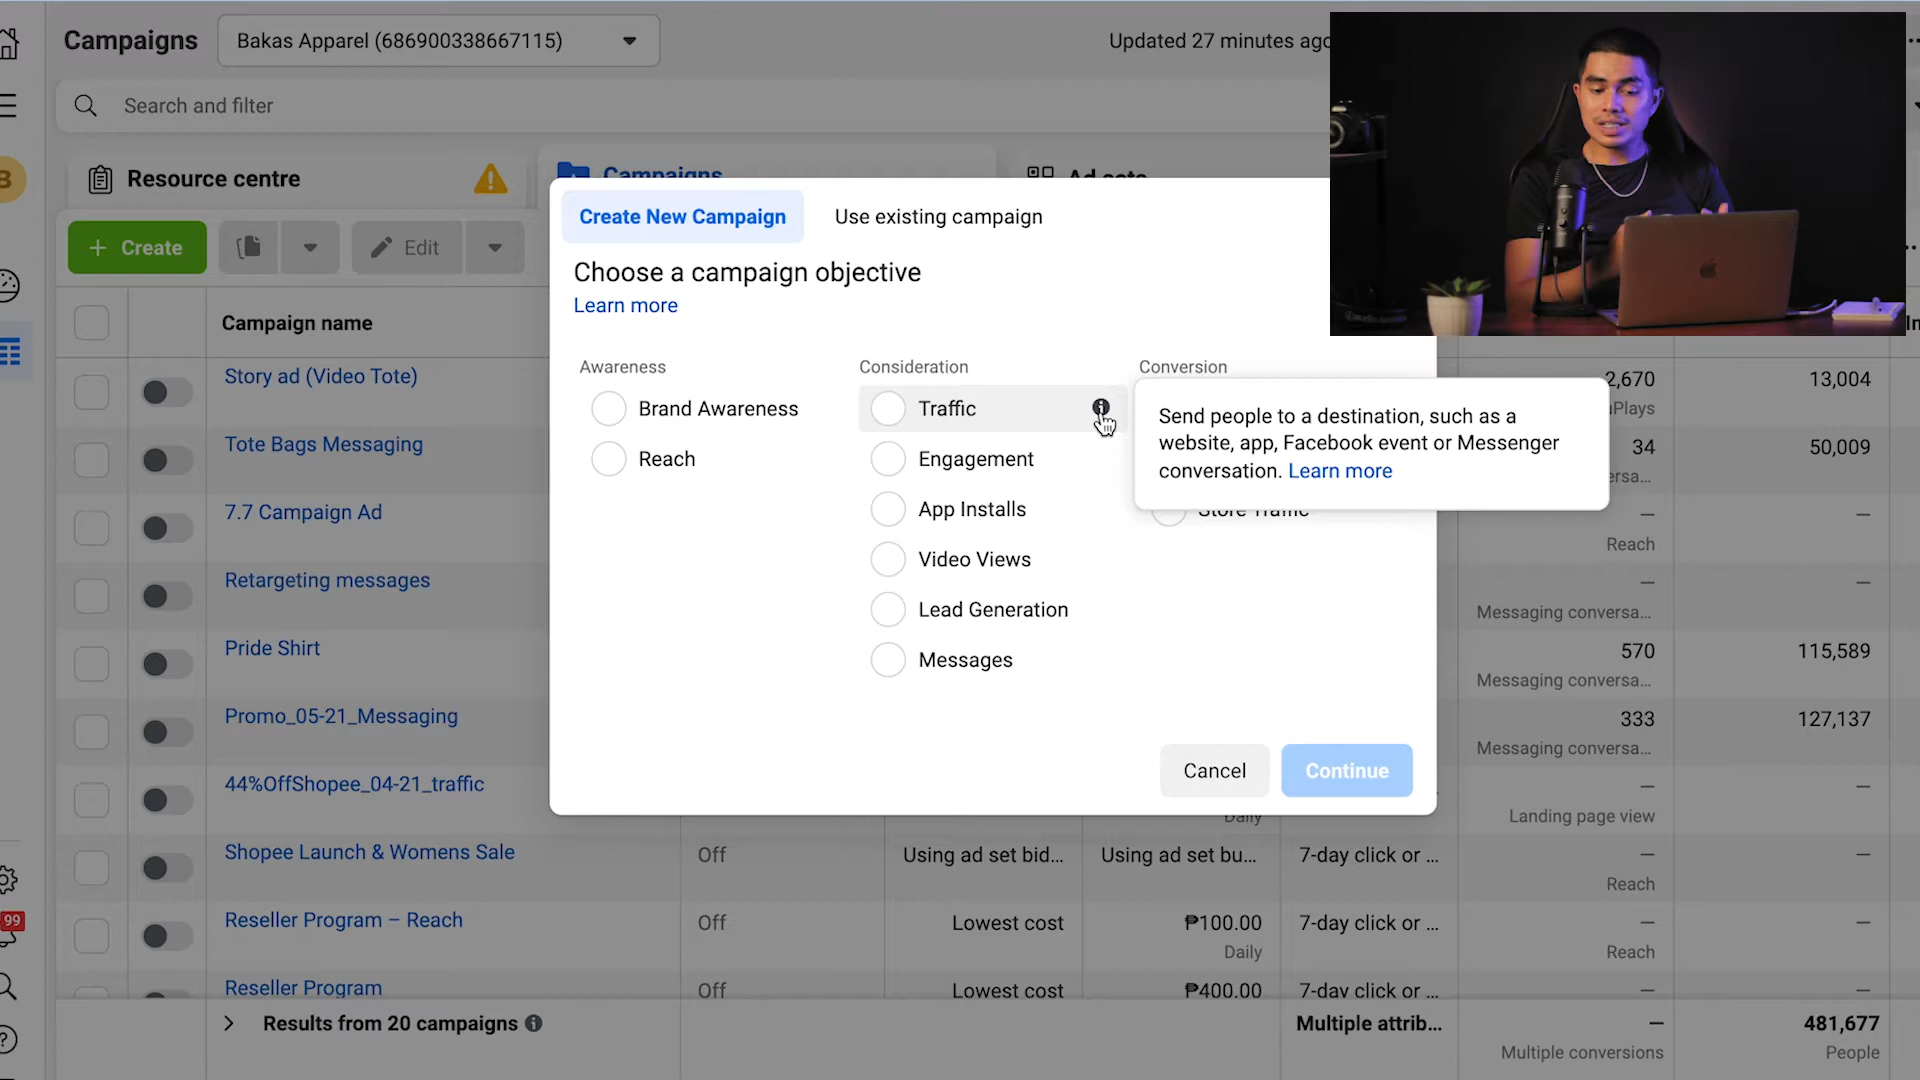 Campaigns
Bakas Apparel (686900338667115)
Updated 27 minutes ago
Search and filter
B
Resource centre
Campaigns
Ad sets
Create New Campaign
Use existing campaign
+ Create
Edit
Choose a campaign objective
Learn more
Campaign name
In
Awareness
Consideration
Conversion
Brand Awareness
Traffic
Send people to a destination, such as a
website, app, Facebook event or Messenger
conversation. Learn more
Reach
Engagement
App Installs
Store Traffic
Video Views
Lead Generation
Messages
Cancel
Continue
Story ad (Video Tote)
2,670
13,004
Plays
Tote Bags Messaging
34
50,009
ersa...
7.7 Campaign Ad
—
—
Reach
Retargeting messages
—
—
Messaging conversa...
Pride Shirt
570
115,589
Messaging conversa...
Promo_05-21_Messaging
333
127,137
Messaging conversa...
44%OffShopee_04-21_traffic
—
—
Daily
Landing page view
Shopee Launch & Womens Sale
Off
Using ad set bid...
Using ad set bu...
7-day click or ...
—
—
Reach
Reseller Program – Reach
Off
Lowest cost
₱100.00
7-day click or ...
—
—
Daily
Reach
99
Reseller Program
Off
Lowest cost
₱400.00
7-day click or ...
—
—
Results from 20 campaigns
Multiple attrib...
—
481,677
Multiple conversions
People